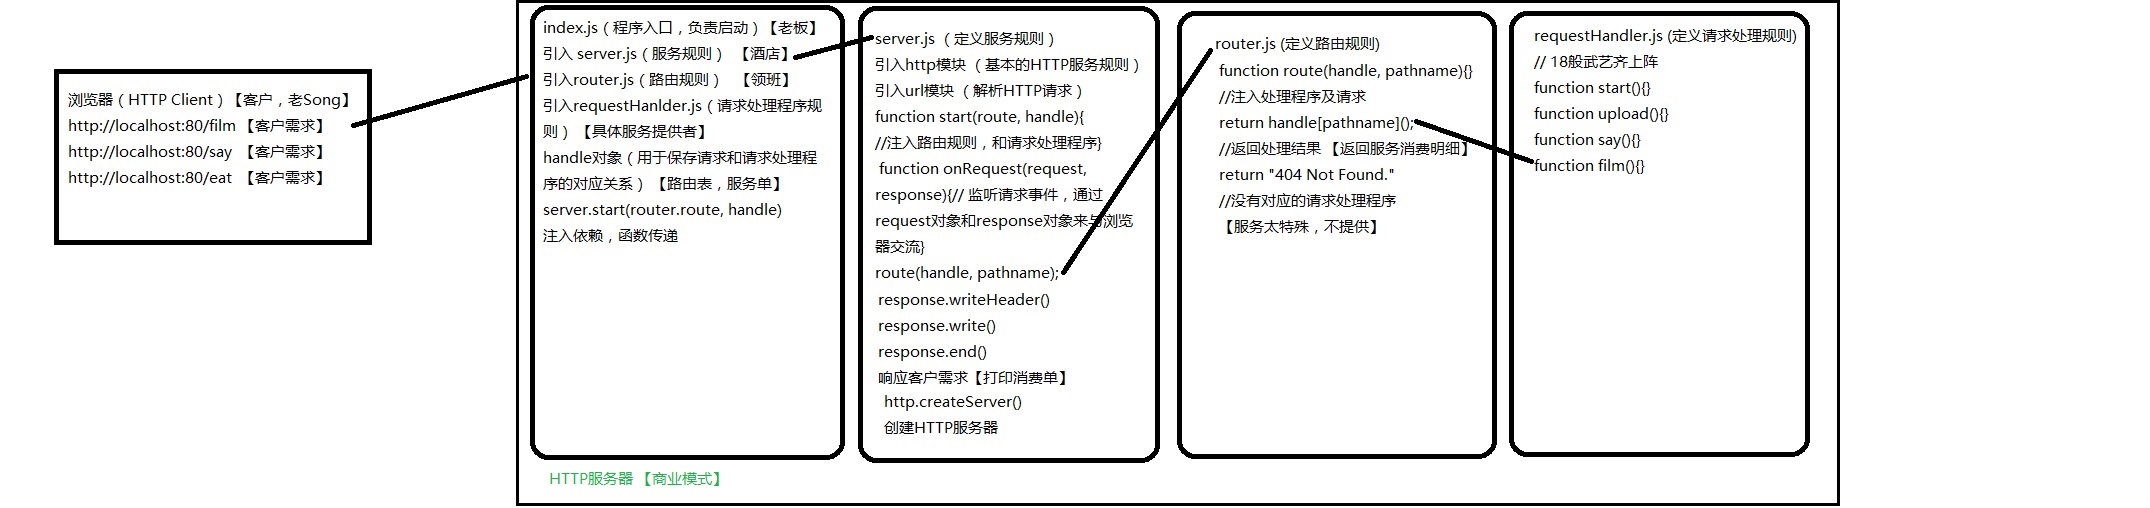 浏览器（HTTP Client）【客户，老Song】
http://localhost:80/film 【客户需求】
http://localhost:80/say 【客户需求】
http://localhost:80/eat 【客户需求】
index.js（程序入口，负责启动）【老板】
引入 server.js（服务规则） 【酒店】
引入router.js（路由规则） 【领班】
引入requestHanlder.js（请求处理程序规
则）【具体服务提供者】
handle对象（用于保存请求和请求处理程
序的对应关系）【路由表，服务单】
server.start(router.route, handle)
注入依赖，函数传递
server.js （定义服务规则）
引入http模块 （基本的HTTP服务规则）
引入url模块 （解析HTTP请求）
function start(route, handle){
//注入路由规则，和请求处理程序}
function onRequest(request,
response){// 监听请求事件，通过
request对象和response对象来与浏览
器交流}
route(handle, pathname);
response.writeHeader()
response.write()
response.end()
响应客户需求【打印消费单】
http.createServer()
创建HTTP服务器
router.js (定义路由规则)
function route(handle, pathname){}
//注入处理程序及请求
return handle[pathname]();
//返回处理结果 【返回服务消费明细】
return "404 Not Found."
//没有对应的请求处理程序
【服务太特殊，不提供】
requestHandler.js (定义请求处理规则)
// 18般武艺齐上阵
function start(){}
function upload(){}
function say(){}
function film(){}
HTTP服务器 【商业模式】